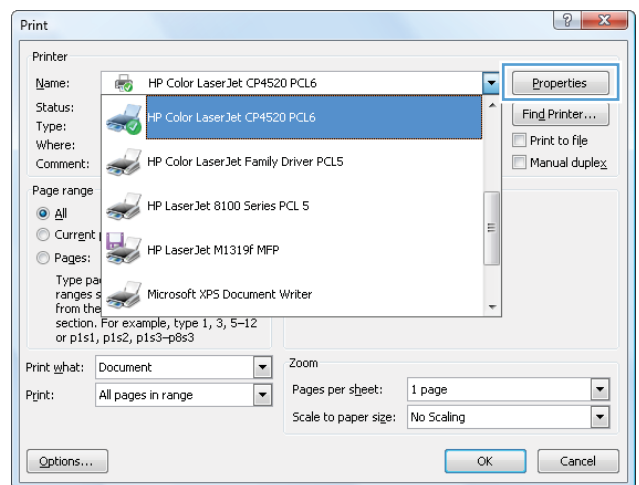 Print
Printer
Name: HP Color LaserJet CP4520 PCL6 Properties
Status: HP Color LaserJet CP4520 PCL6 Find Printer...
Type:
Where: Print to file
Comment: HP Color LaserJet Family Driver PCL5 Manual duplex
Page range
All HP LaserJet 8100 Series PCL 5
Current
Pages: HP LaserJet M1319f MFP
Type
ranges
from the Microsoft XPS Document Writer
section. For example, type 1, 3, 5–12
or p1s1, p1s2, p1s3–p8s3
Print what: Document Zoom
Print: All pages in range Pages per sheet: 1 page
Scale to paper size: No Scaling
Options... OK Cancel